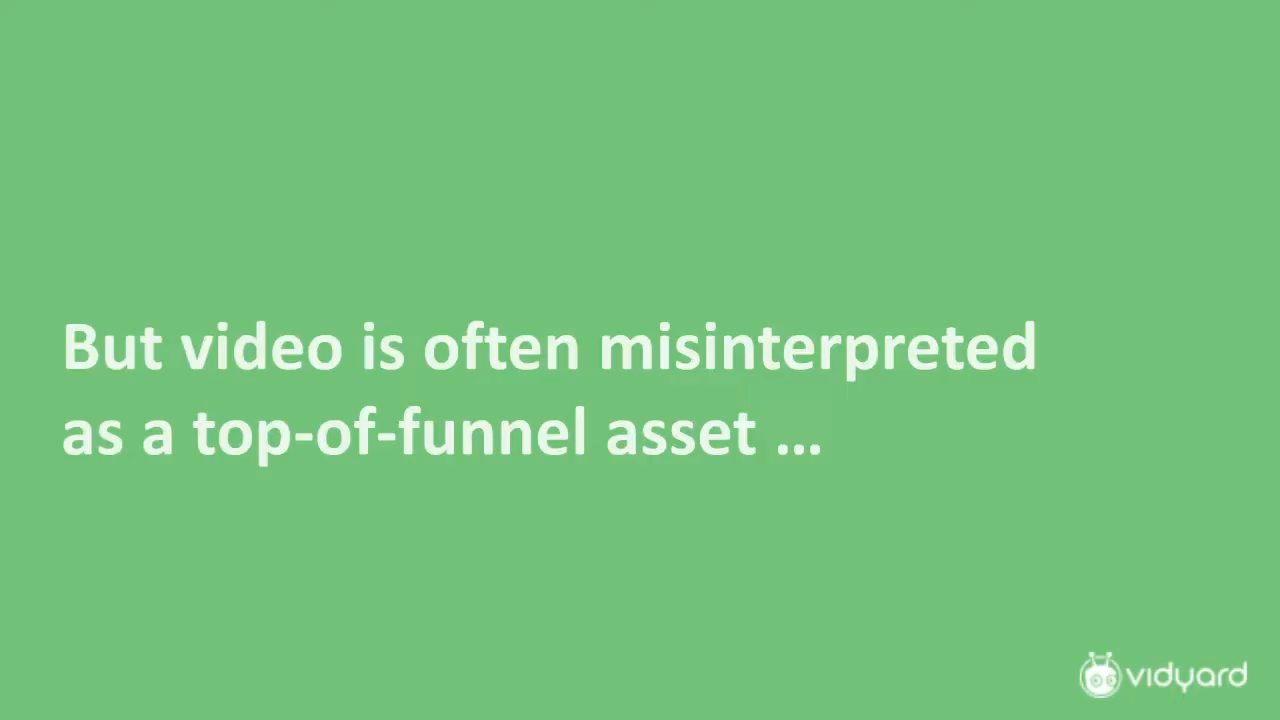 But video is often misinterpreted
as a top-of-funnel asset ...
vidyard